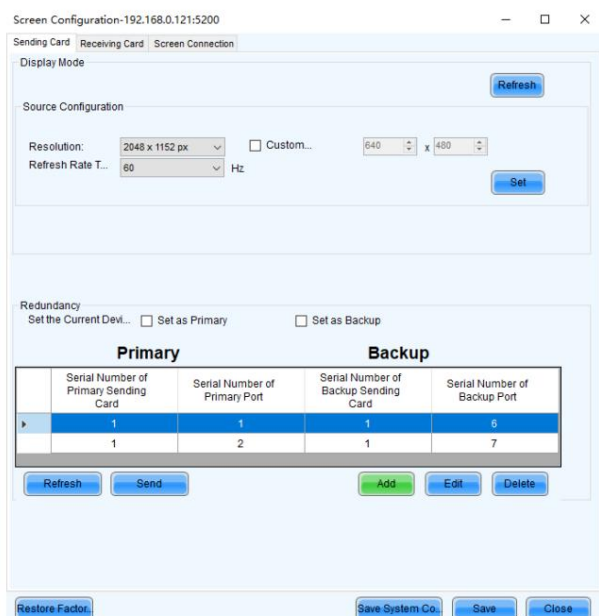 Screen Configuration-192.168.0.121:5200
Sending Card Receiving Card Screen Connection
Display Mode
Refresh
Source Configuration
Resolution: 2048 x 1152 px Custom... 640 x 480
Refresh Rate T... 60 Hz
Set
Redundancy
Set the Current Devi... Set as Primary Set as Backup
Primary Backup
Serial Number of Primary Sending Card Serial Number of Primary Port Serial Number of Backup Sending Card Serial Number of Backup Port
1 1 1 6
1 2 1 7
Refresh Send Add Edit Delete
Restore Factor.. Save System Co.. Save Close